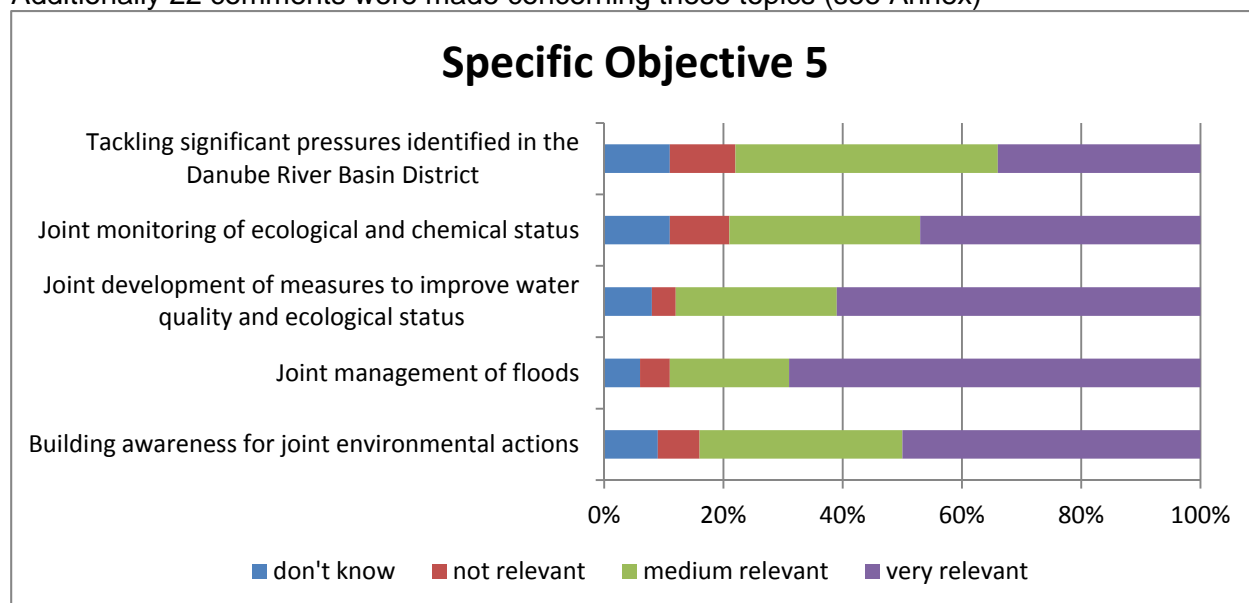 Additionally 22 comments were made concerning these topics (see Annex)
Specific Objective 5
Tackling significant pressures identified in the
Danube River Basin District
Joint monitoring of ecological and chemical status
Joint development of measures to improve water
quality and ecological status
Joint management of floods
Building awareness for joint environmental actions
0% 20% 40% 60% 80% 100%
don't know not relevant medium relevant very relevant